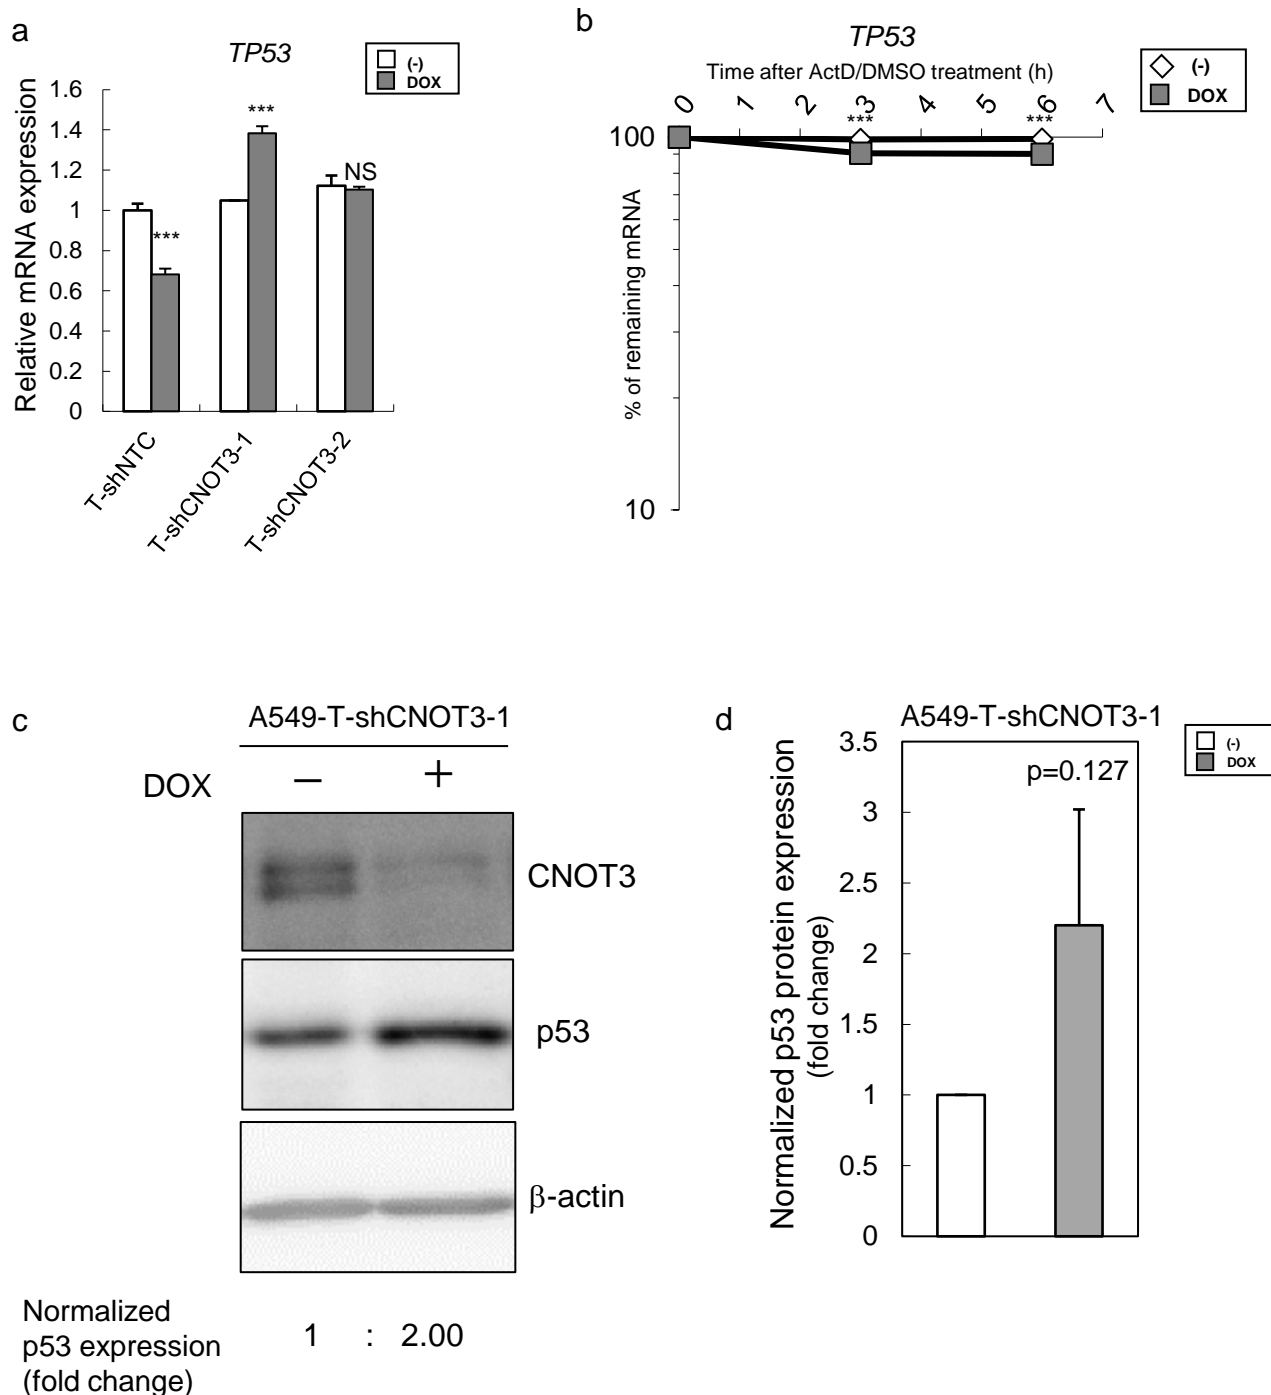 a
TP53
(-)
DOX
Relative mRNA expression
1.6
1.4
1.2
1
0.8
0.6
0.4
0.2
0
***
***
NS
T-shNTC
T-shCNOT3-1
T-shCNOT3-2
b
TP53
Time after ActD/DMSO treatment (h)
(-)
DOX
0 1 2 3 4 5 6 7
*** ***
100
10
% of remaining mRNA
c
A549-T-shCNOT3-1
DOX − +
CNOT3
p53
β-actin
Normalized
p53 expression
(fold change)
1 : 2.00
d
A549-T-shCNOT3-1
(-)
DOX
Normalized p53 protein expression
(fold change)
3.5
3
2.5
2
1.5
1
0.5
0
p=0.127